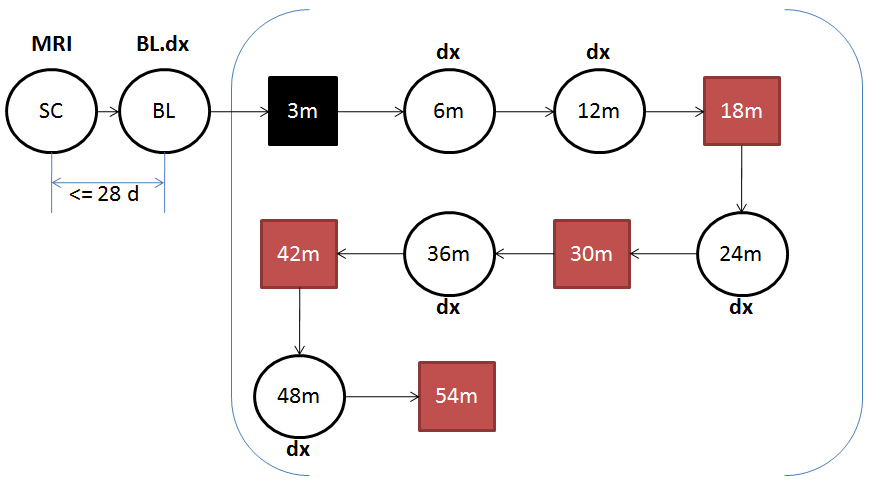 MRI
BL.dx
dx
dx
SC
BL
3m
6m
12m
18m
<= 28 d
42m
36m
30m
24m
dx
dx
48m
54m
dx